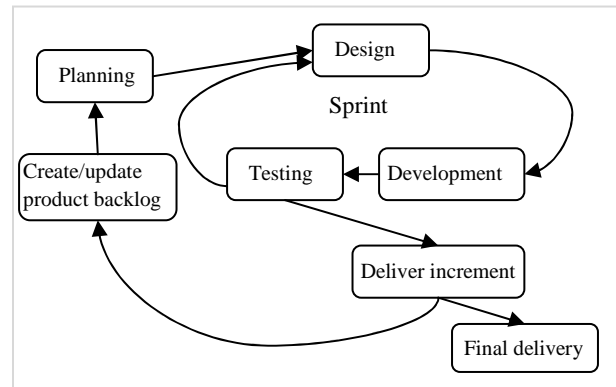 Design
Planning
Sprint
Create/update
product backlog
Testing
Development
Deliver increment
Final delivery